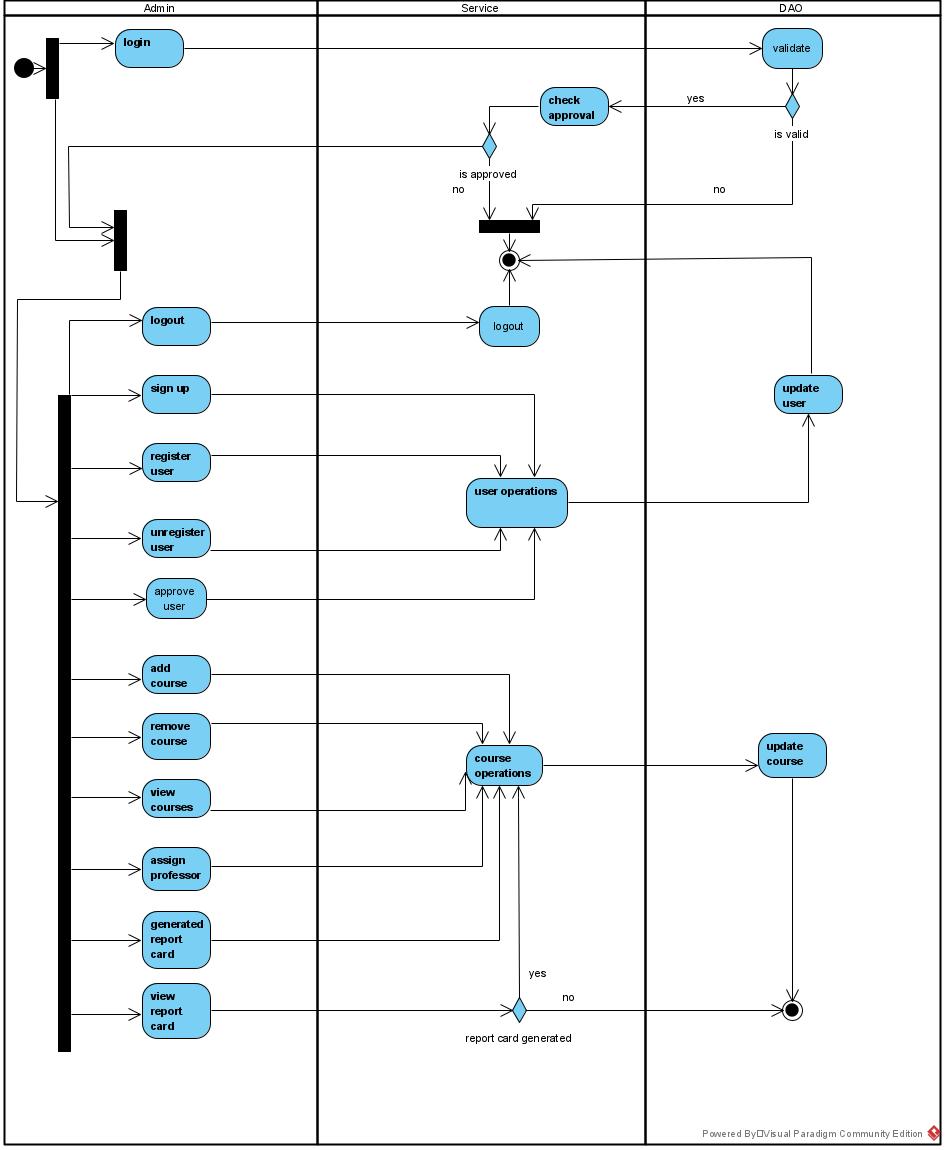 Admin
Service
DAO
login
validate
check
approval
yes
is valid
is approved
no
no
logout
logout
sign up
update
user
register
user
user operations
unregister
user
approve
user
add
course
remove
course
course
operations
update
course
view
courses
assign
professor
generated
report
card
yes
no
view
report
card
report card generated
Powered By Visual Paradigm Community Edition